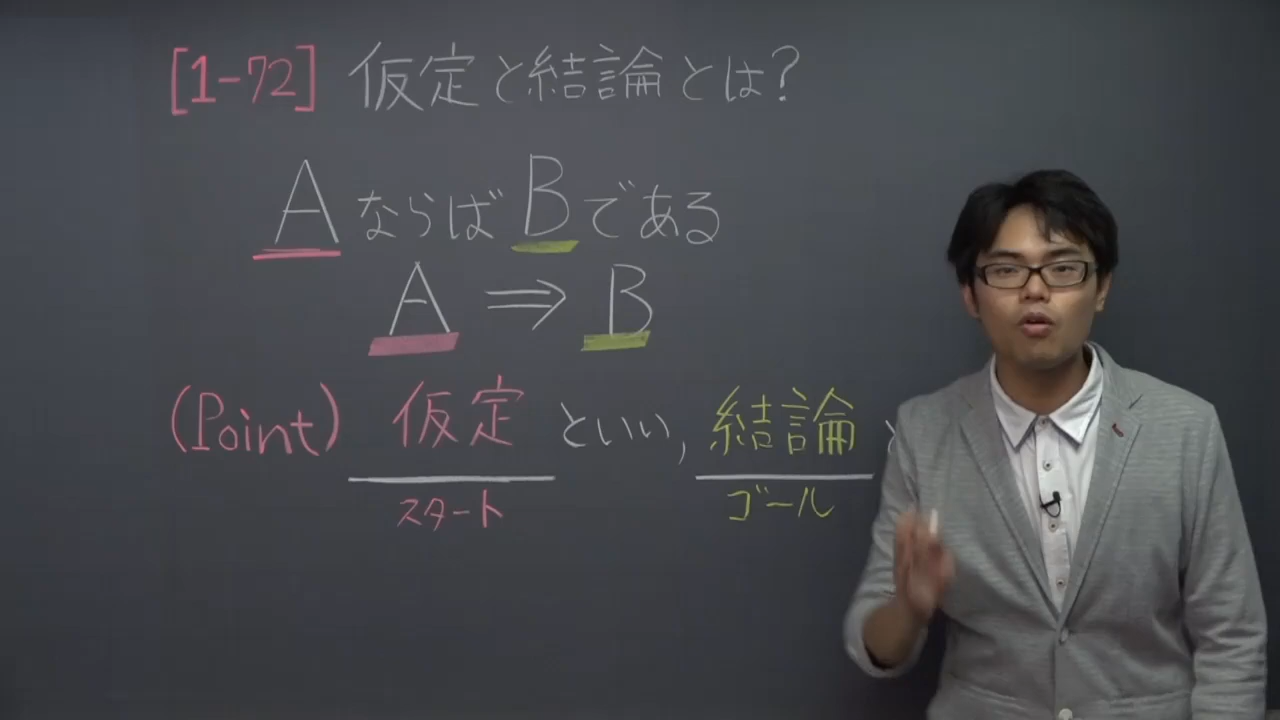 [1-72] 仮定と結論とは?
AならばBである
A ⇒ B
(Point) 仮定 といい, 結論 と
スタート ゴール